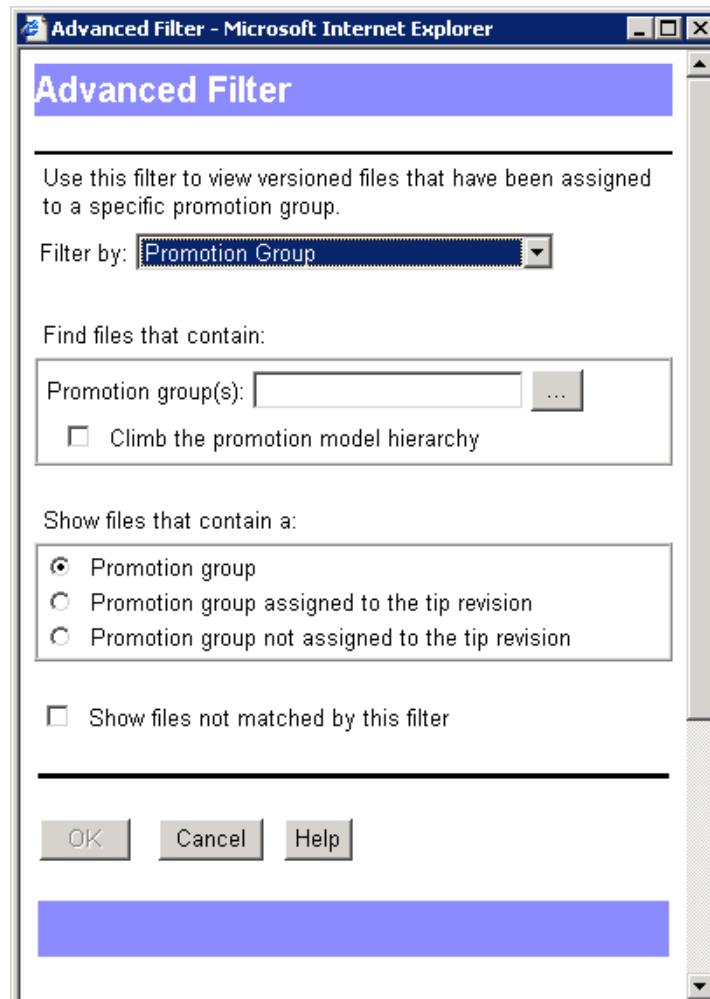 Advanced Filter - Microsoft Internet Explorer
Advanced Filter
Use this filter to view versioned files that have been assigned
to a specific promotion group.
Filter by: Promotion Group
Find files that contain:
Promotion group(s): ...
Climb the promotion model hierarchy
Show files that contain a:
Promotion group
Promotion group assigned to the tip revision
Promotion group not assigned to the tip revision
Show files not matched by this filter
OK Cancel Help